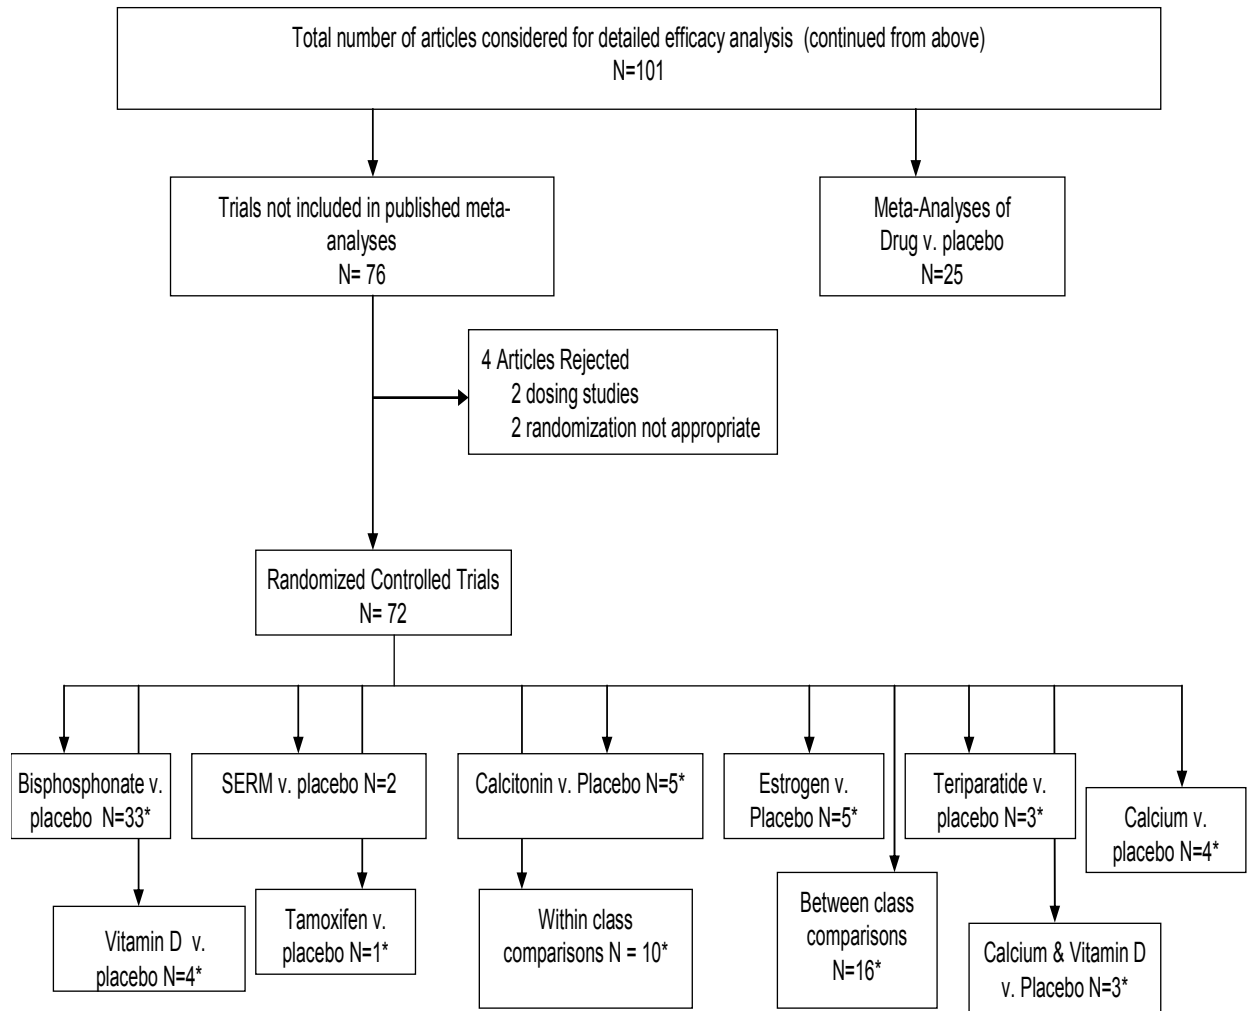 Total number of articles considered for detailed efficacy analysis (continued from above)
N=101
Trials not included in published meta-
analyses
N= 76
Meta-Analyses of
Drug v. placebo
N=25
4 Articles Rejected
2 dosing studies
2 randomization not appropriate
Randomized Controlled Trials
N= 72
Bisphosphonate v.
placebo N=33*
SERM v. placebo N=2
Calcitonin v. Placebo N=5*
Estrogen v.
Placebo N=5*
Teriparatide v.
placebo N=3*
Calcium v.
placebo N=4*
Vitamin D v.
placebo N=4*
Tamoxifen v.
placebo N=1*
Within class
comparisons N = 10*
Between class
comparisons
N=16*
Calcium & Vitamin D
v. Placebo N=3*